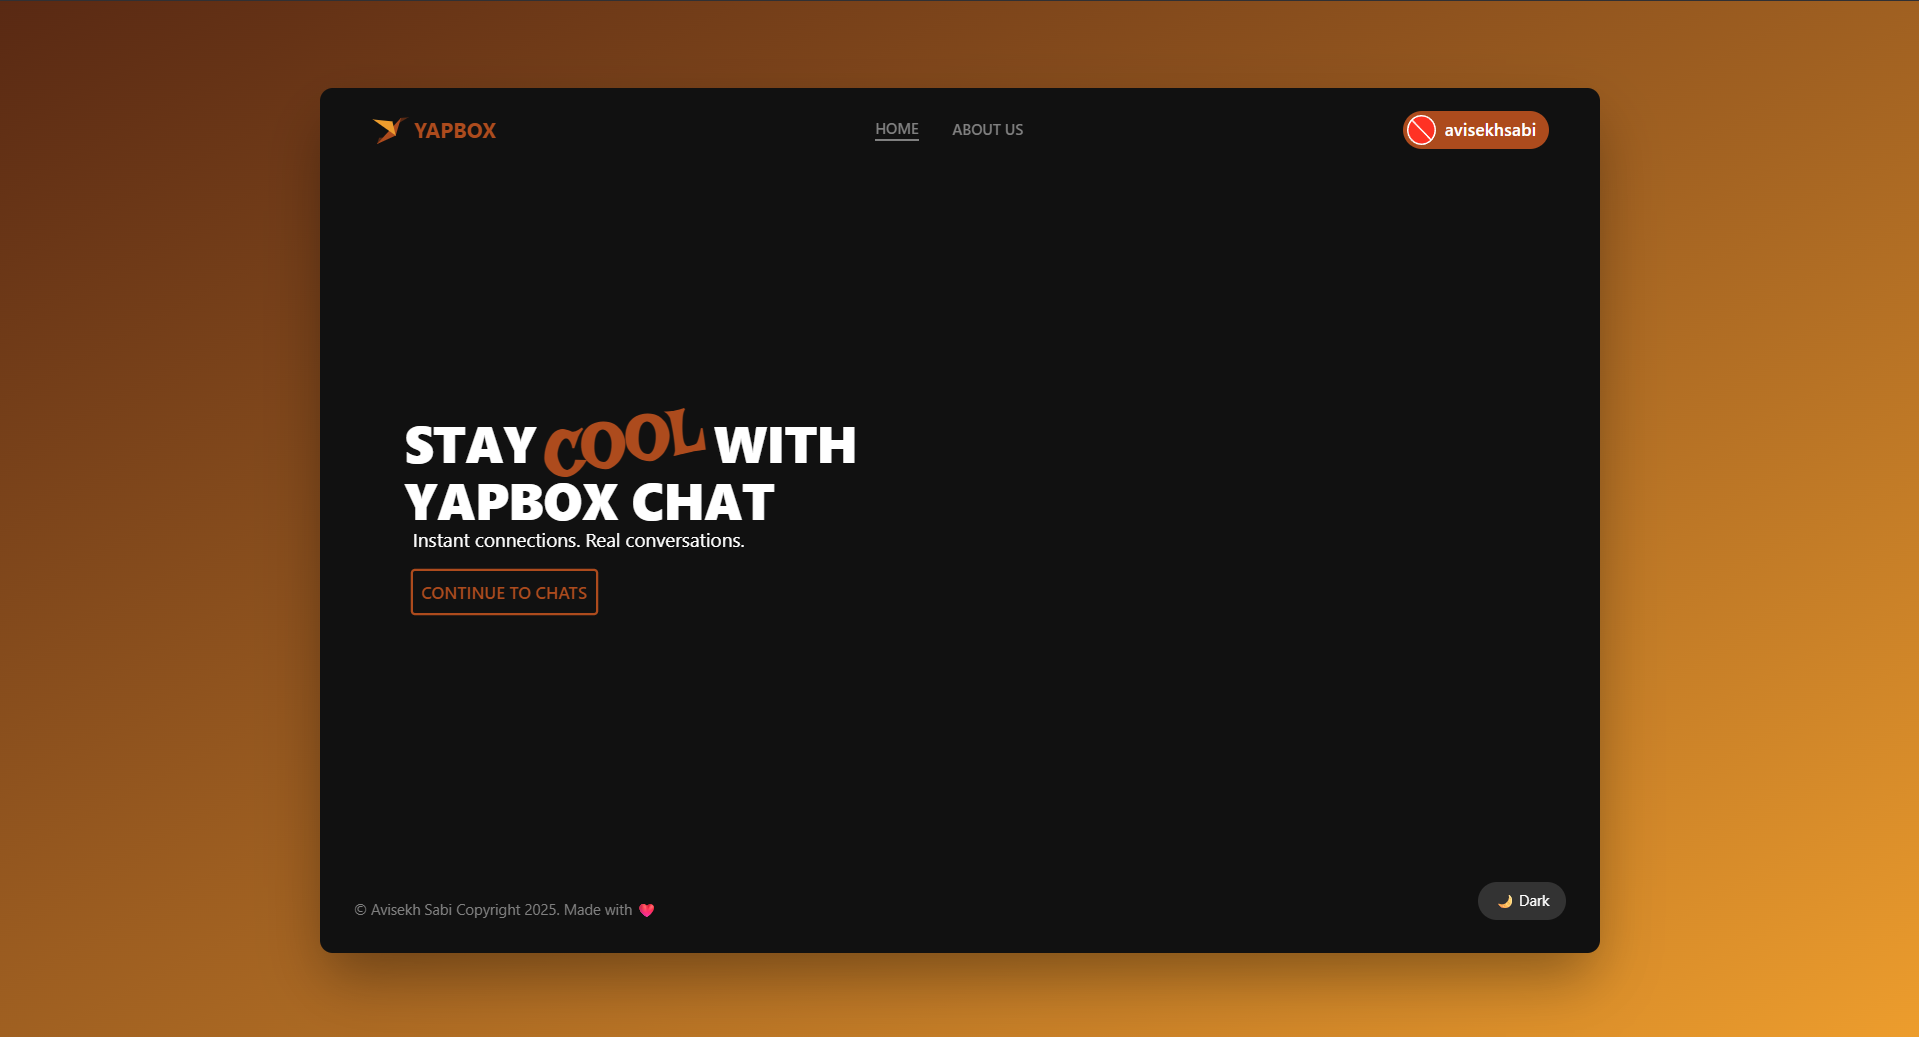 YAPBOX
HOME
ABOUT US
avisekhsabi
STAY COOL WITH
YAPBOX CHAT
Instant connections. Real conversations.
CONTINUE TO CHATS
© Avisekh Sabi Copyright 2025. Made with ❤️
🌙 Dark